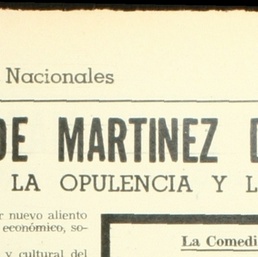 Nacionales
DE MARTINEZ D
LA OPULENCIA Y L
r nuevo aliento
económico, so-
La Comedi
y cultural del